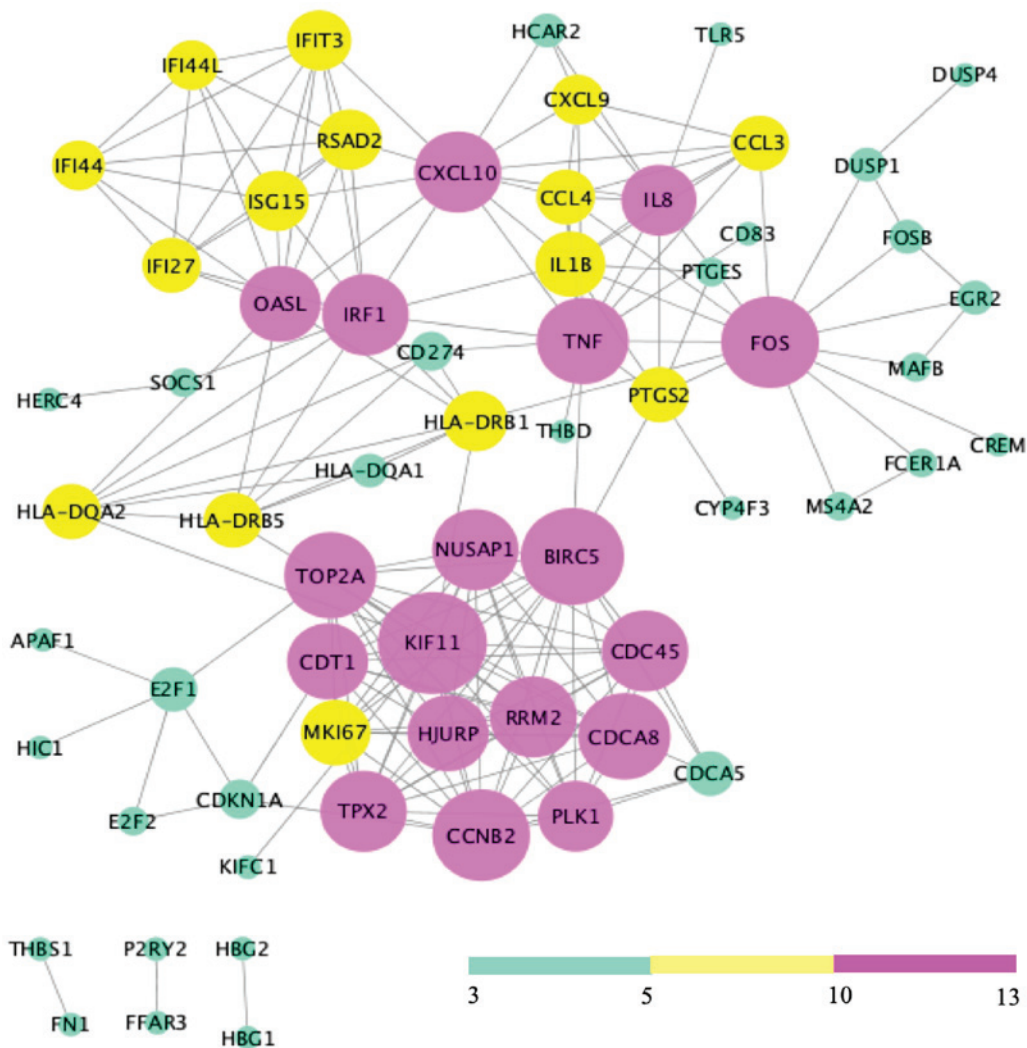 IFIT3
HCAR2
TLR5
IFI44L
DUSP4
CXCL9
RSAD2
CCL3
IFI44
CXCL10
DUSP1
ISG15
CCL4
IL8
CD83
FOSB
IFI27
IL1B
PTGES
OASL
IRF1
EGR2
TNF
FOS
CD274
MAFB
SOCS1
HERC4
PTGS2
HLA-DRB1
THBD
CREM
HLA-DQA1
FCER1A
HLA-DQA2
HLA-DRB5
CYP4F3
MS4A2
NUSAP1
BIRC5
TOP2A
APAF1
KIF11
CDC45
CDT1
E2F1
RRM2
MKI67
HJURP
CDCA8
HIC1
CDCA5
CDKN1A
TPX2
PLK1
E2F2
CCNB2
KIFC1
THBS1
P2RY2
HBG2
3 5 10 13
FN1
FFAR3
HBG1